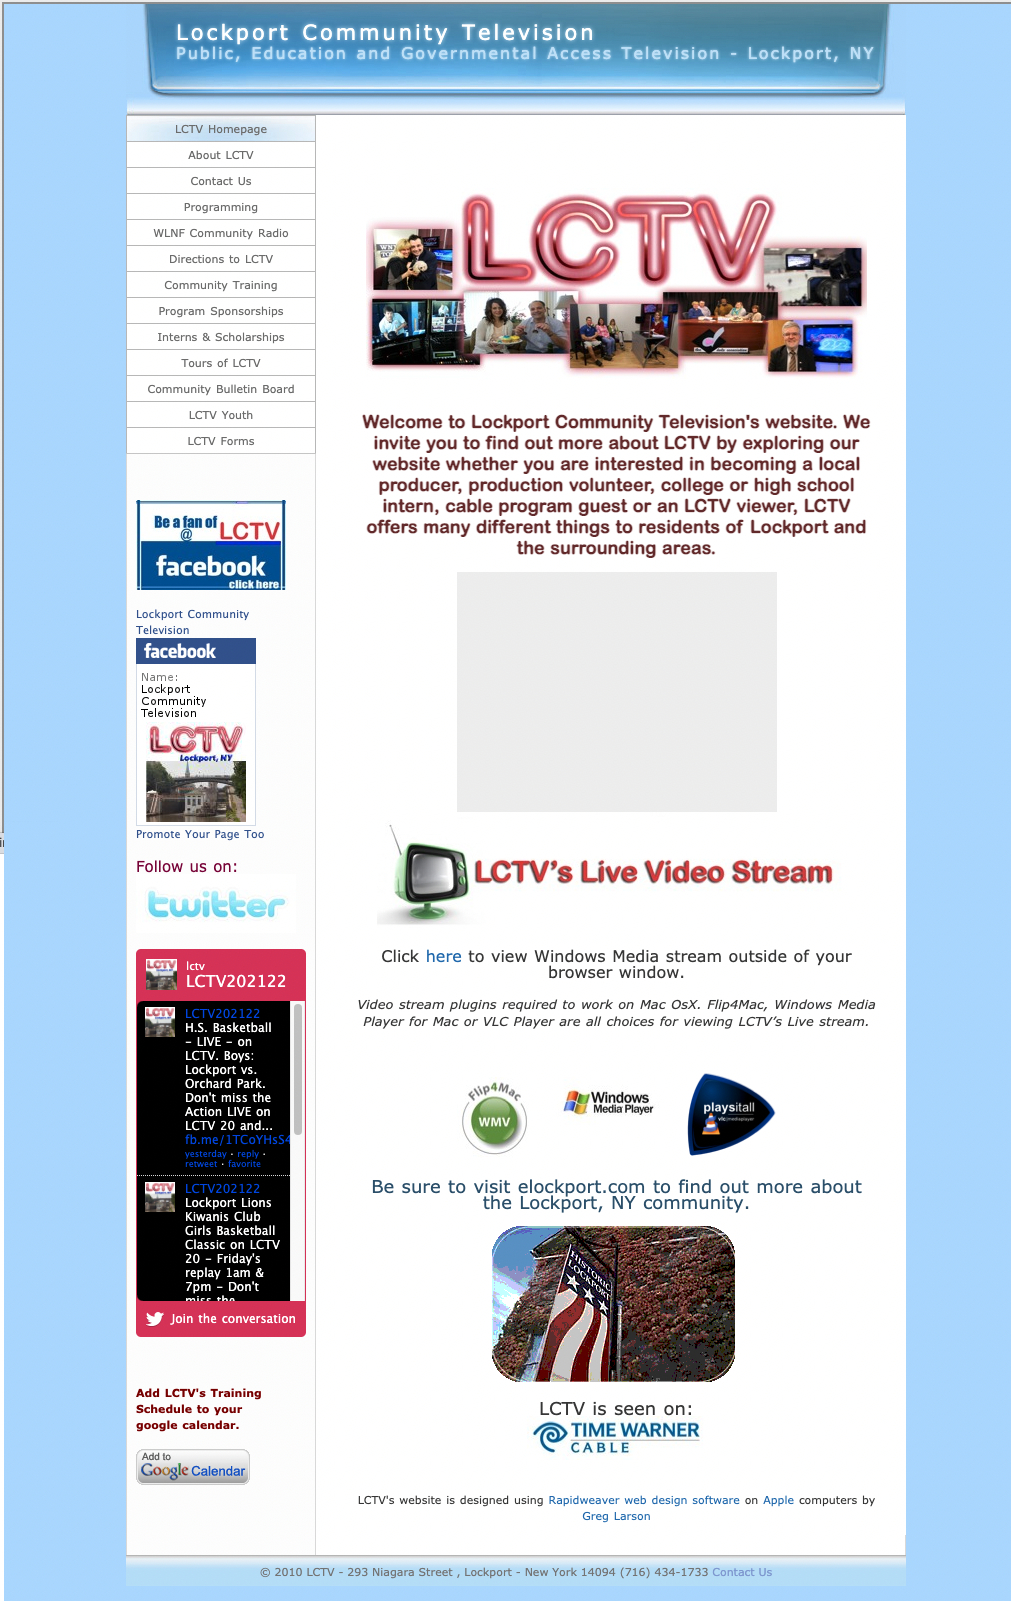 Lockport Community Television
Public, Education and Governmental Access Television - Lockport, NY
LCTV Homepage
About LCTV
Contact Us
Programming
WLNF Community Radio
Directions to LCTV
Community Training
Program Sponsorships
Interns & Scholarships
Tours of LCTV
Community Bulletin Board
LCTV Youth
LCTV Forms
Be a fan of
@
LCTV
facebook
click here
Lockport Community
Television
facebook
Name:
Lockport
Community
Television
LCTV
Lockport, NY
Promote Your Page Too
Follow us on:
twitter
lctv
LCTV202122
LCTV202122
H.S. Basketball
- LIVE - on
LCTV. Boys:
Lockport vs.
Orchard Park.
Don't miss the
Action LIVE on
LCTV 20 and...
fb.me/1TCoYHsS4
yesterday · reply ·
retweet · favorite
LCTV202122
Lockport Lions
Kiwanis Club
Girls Basketball
Classic on LCTV
20 - Friday's
replay 1am &
7pm - Don't
miss the
Join the conversation
Add LCTV's Training
Schedule to your
google calendar.
Add to
Google Calendar
LCTV
Welcome to Lockport Community Television's website. We
invite you to find out more about LCTV by exploring our
website whether you are interested in becoming a local
producer, production volunteer, college or high school
intern, cable program guest or an LCTV viewer, LCTV
offers many different things to residents of Lockport and
the surrounding areas.
LCTV's Live Video Stream
Click here to view Windows Media stream outside of your
browser window.
Video stream plugins required to work on Mac OsX. Flip4Mac, Windows Media
Player for Mac or VLC Player are all choices for viewing LCTV's Live stream.
Flip4Mac
WMV
Windows
Media Player
playsitall
vlc|mediaplayer
Be sure to visit elockport.com to find out more about
the Lockport, NY community.
HISTORIC
LOCKPORT
LCTV is seen on:
TIME WARNER
CABLE
LCTV's website is designed using Rapidweaver web design software on Apple computers by
Greg Larson
© 2010 LCTV - 293 Niagara Street , Lockport - New York 14094 (716) 434-1733 Contact Us